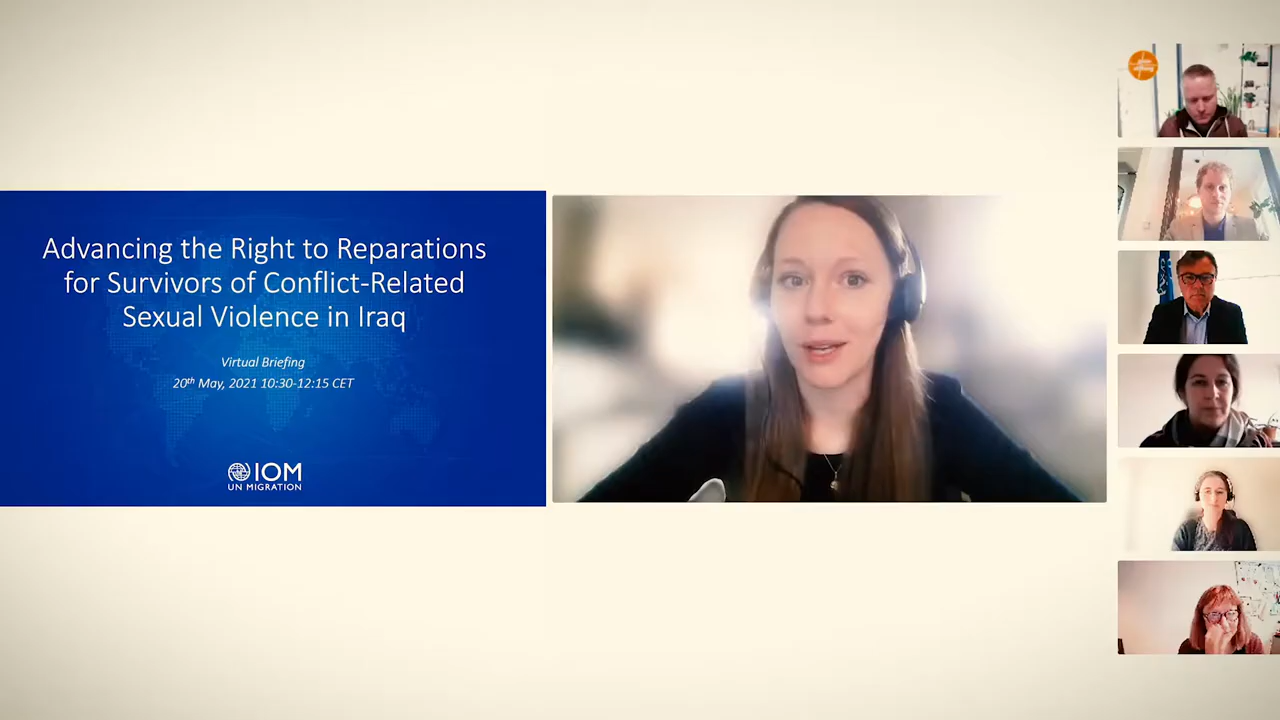 Advancing the Right to Reparations
for Survivors of Conflict-Related
Sexual Violence in Iraq
Virtual Briefing
20th May, 2021 10:30-12:15 CET
IOM
UN MIGRATION